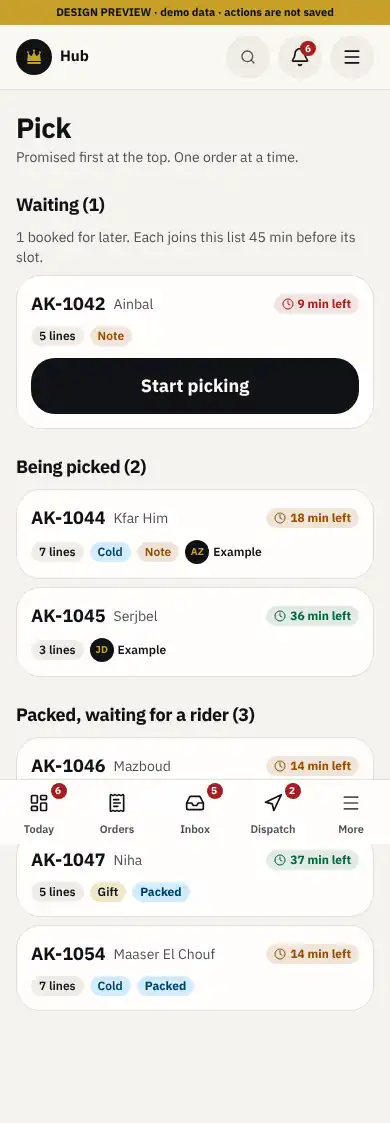 DESIGN PREVIEW · demo data · actions are not saved
Hub
6
Pick
Promised first at the top. One order at a time.
Waiting (1)
1 booked for later. Each joins this list 45 min before its
slot.
AK-1042 Ainbal 9 min left
5 lines Note
Start picking
Being picked (2)
AK-1044 Kfar Him 18 min left
7 lines Cold Note AZ Example
AK-1045 Serjbel 36 min left
3 lines JD Example
Packed, waiting for a rider (3)
AK-1046 Mazboud 14 min left
6 5 2
Today Orders Inbox Dispatch More
AK-1047 Niha 37 min left
5 lines Gift Packed
AK-1054 Maaser El Chouf 14 min left
7 lines Cold Packed